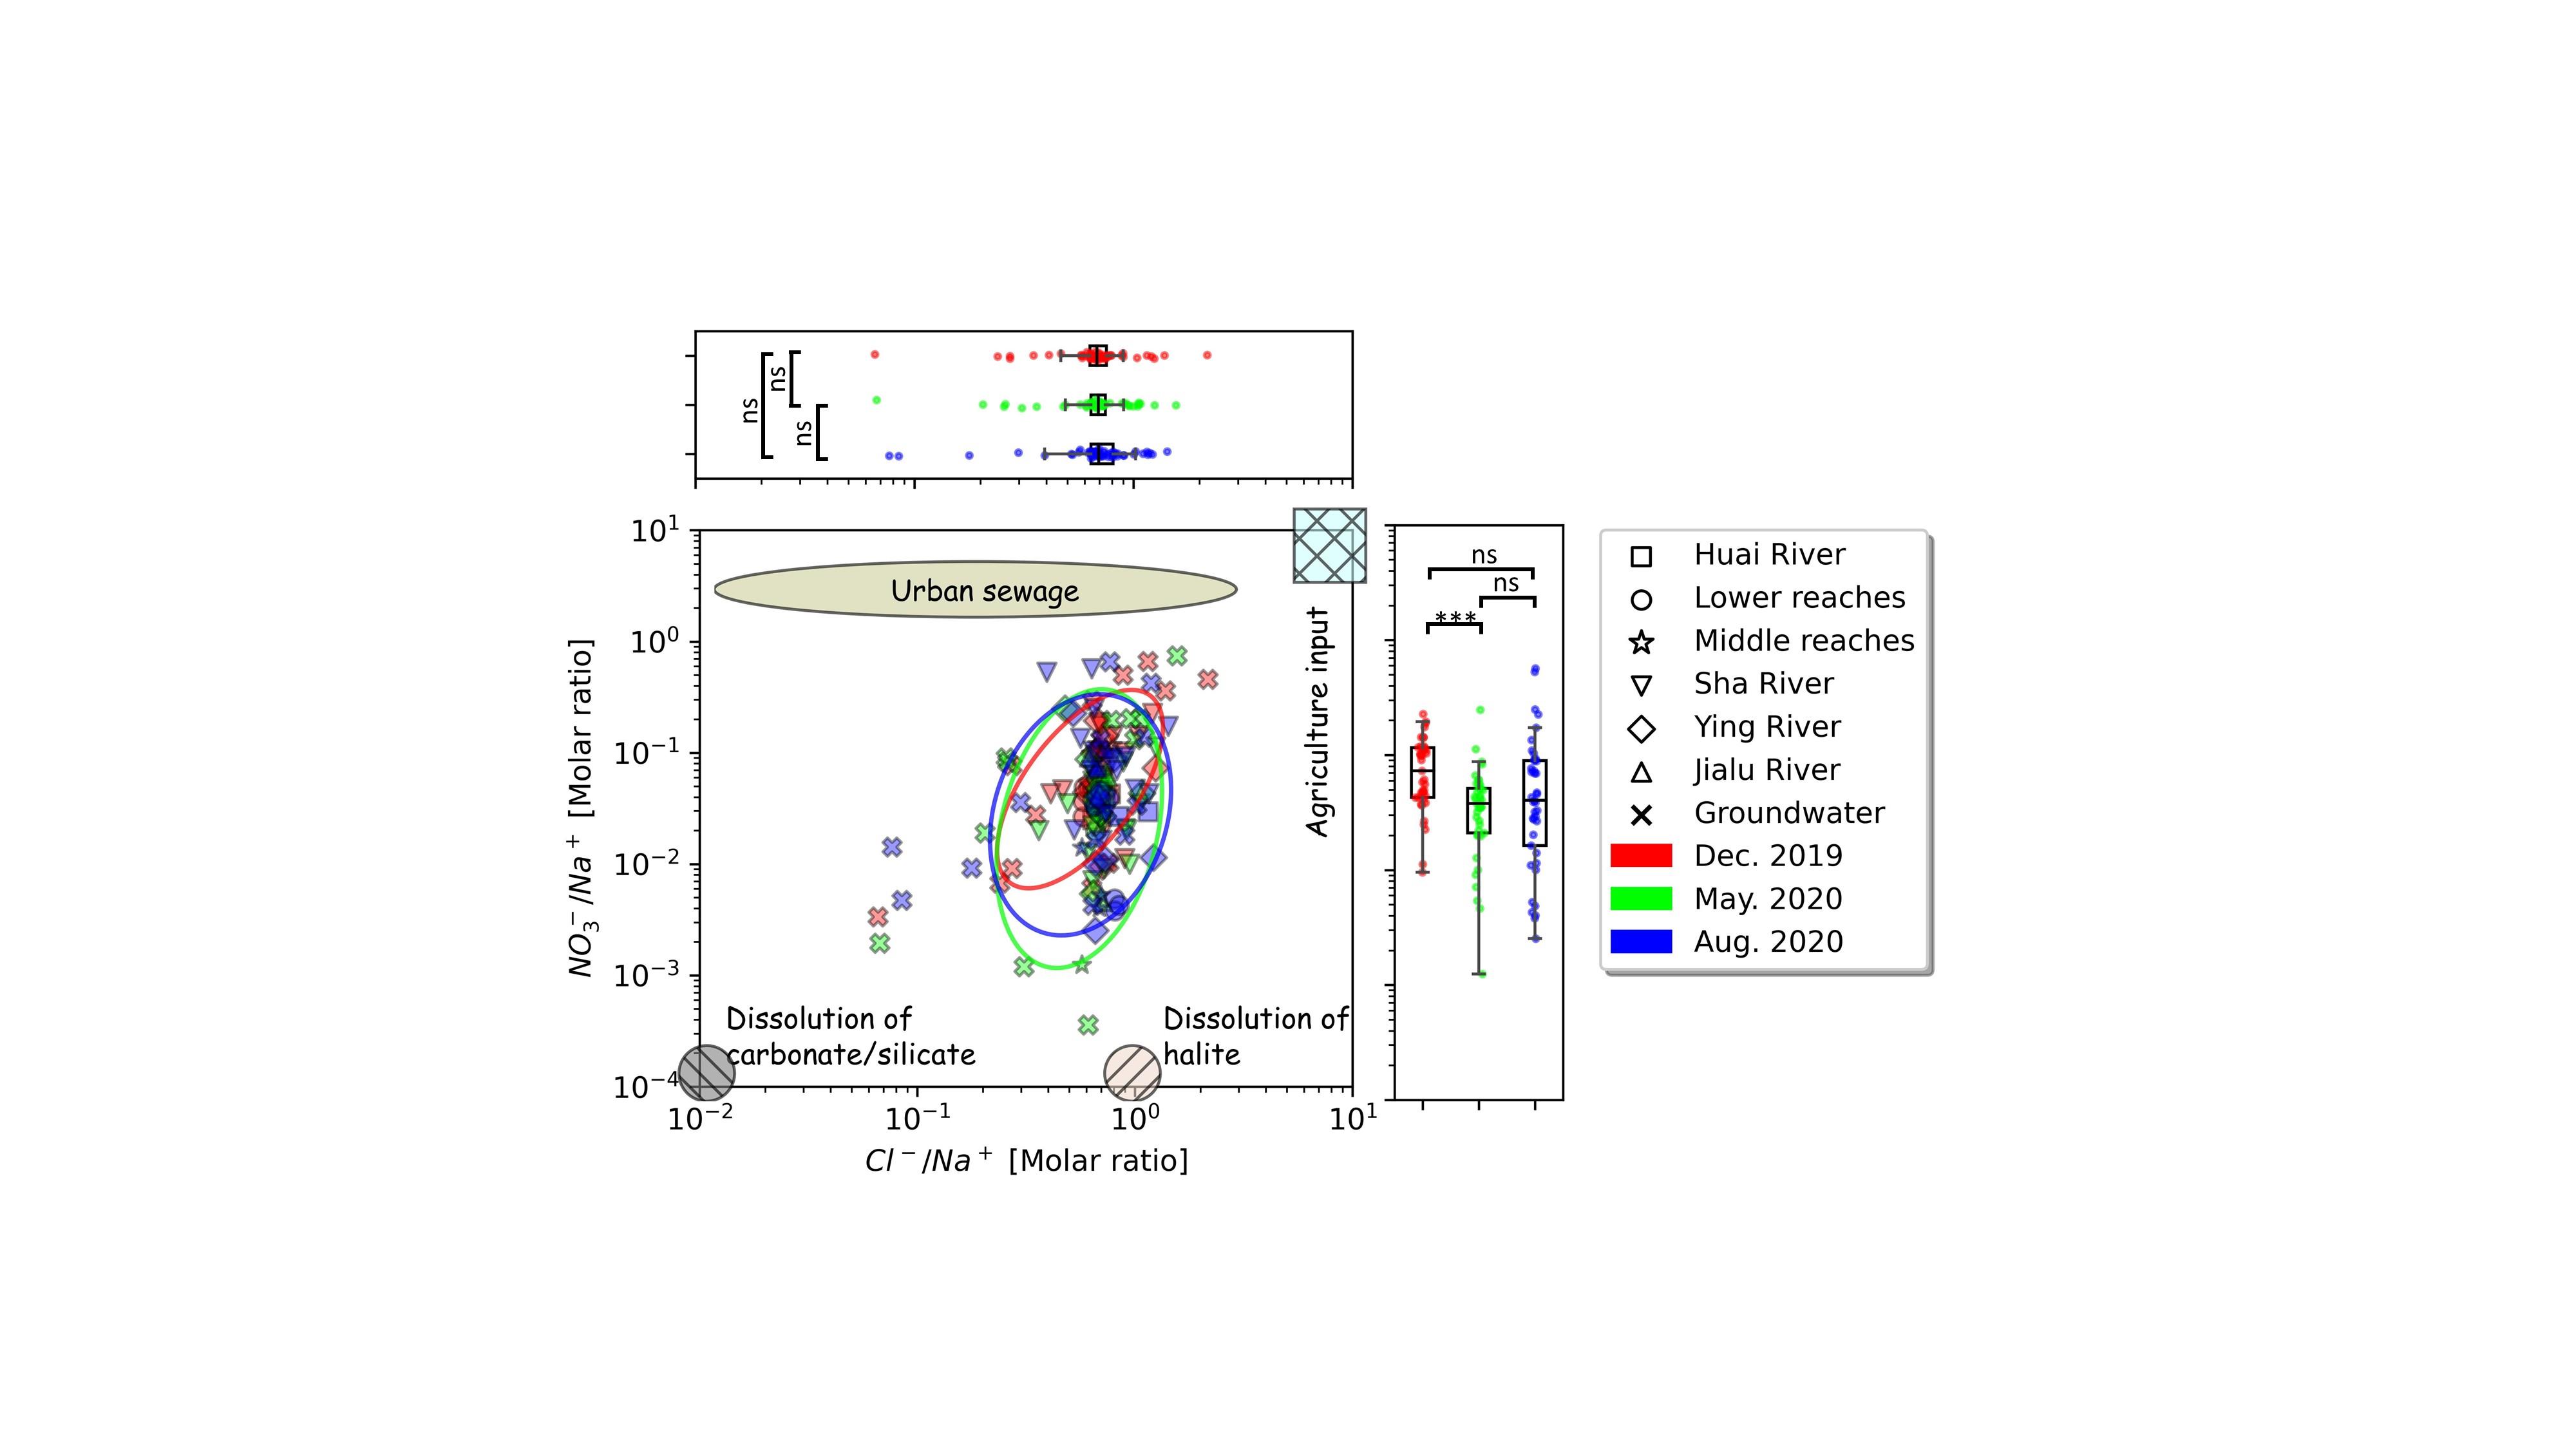 ns
ns
ns
10¹
10⁰
10⁻¹
10⁻²
10⁻³
10⁻⁴
NO₃⁻/Na⁺ [Molar ratio]
Urban sewage
Agriculture input
Dissolution of
carbonate/silicate
Dissolution of
halite
10⁻²
10⁻¹
10⁰
10¹
Cl⁻/Na⁺ [Molar ratio]
ns
ns
***
Huai River
Lower reaches
Middle reaches
Sha River
Ying River
Jialu River
Groundwater
Dec. 2019
May. 2020
Aug. 2020